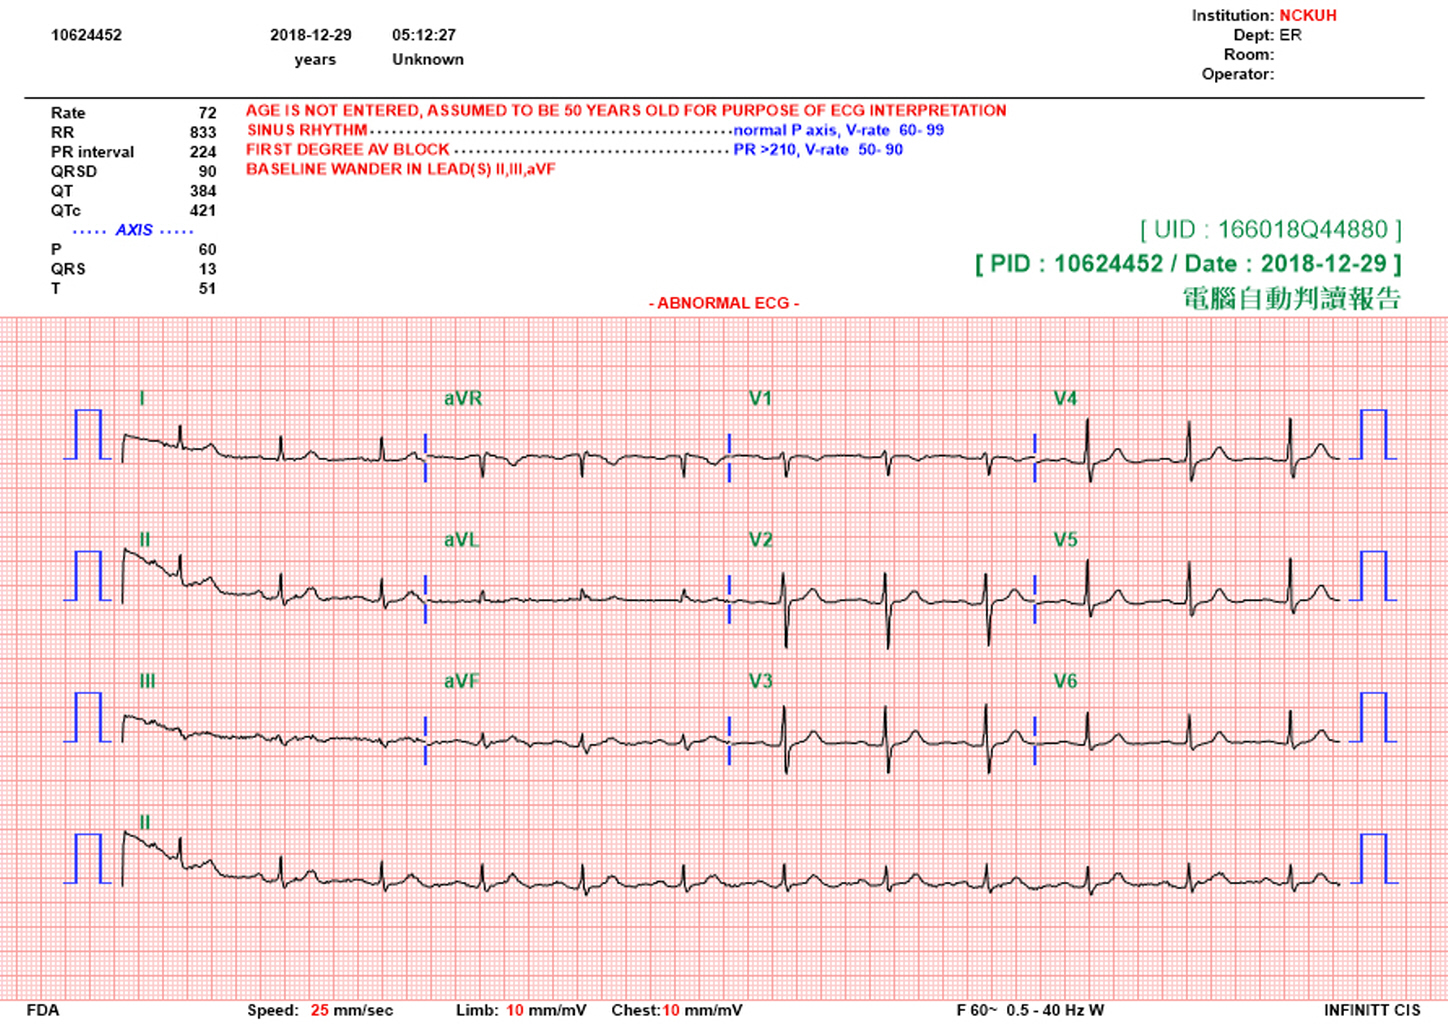 Institution: NCKUH
10624452 2018-12-29 05:12:27 Dept: ER
years Unknown Room:
Operator:
Rate 72 AGE IS NOT ENTERED, ASSUMED TO BE 50 YEARS OLD FOR PURPOSE OF ECG INTERPRETATION
RR 833 SINUS RHYTHM normal P axis, V-rate 60- 99
PR interval 224 FIRST DEGREE AV BLOCK PR >210, V-rate 50- 90
QRSD 90 BASELINE WANDER IN LEAD(S) II,III,aVF
QT 384
QTc 421
····· AXIS ·····
[ UID : 166018Q44880 ]
P 60
[ PID : 10624452 / Date : 2018-12-29 ]
QRS 13
T 51
電腦自動判讀報告
- ABNORMAL ECG -
I aVR V1 V4
II aVL V2 V5
III aVF V3 V6
II
FDA Speed: 25 mm/sec Limb: 10 mm/mV Chest:10 mm/mV F 60~ 0.5 - 40 Hz W INFINITT CIS